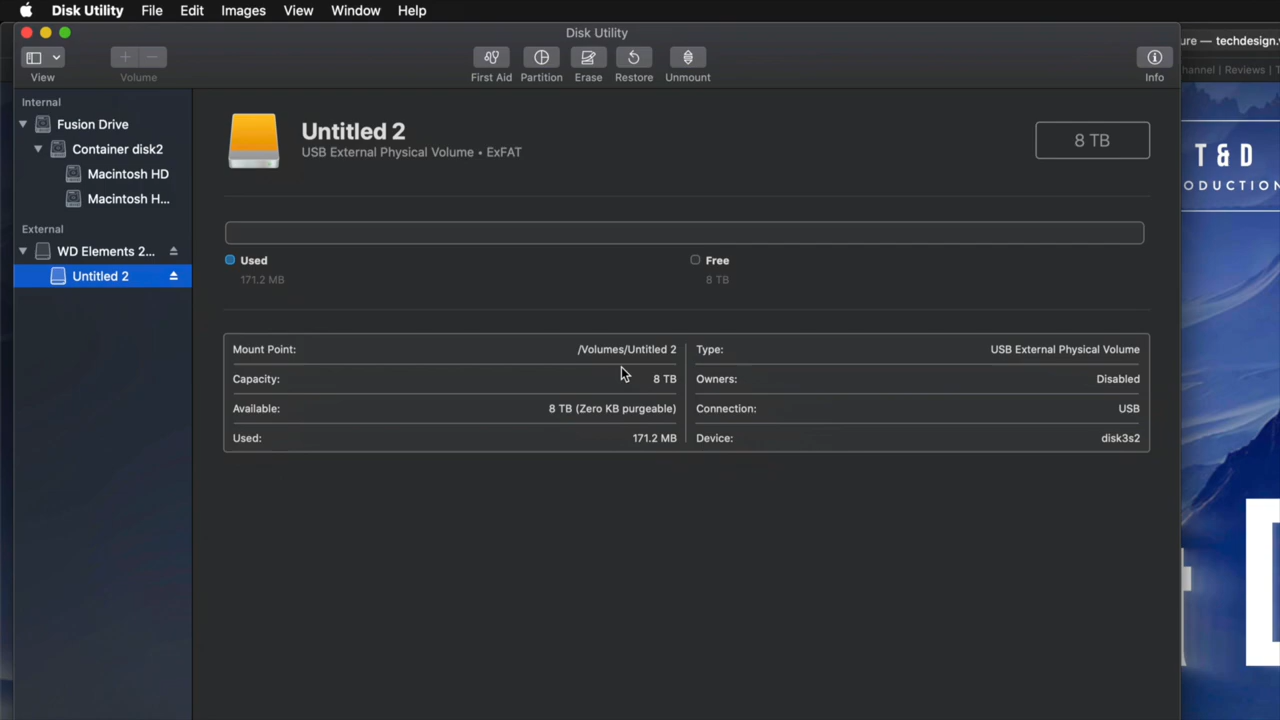 Disk Utility File Edit Images View Window Help
Disk Utility
ure — techdesign.
View Volume First Aid Partition Erase Restore Unmount Info
hannel | Reviews |
Internal
Fusion Drive
Container disk2
Macintosh HD
Macintosh H...
External
WD Elements 2...
Untitled 2
Untitled 2
USB External Physical Volume • ExFAT
8 TB
Used
171.2 MB
Free
8 TB
Mount Point: /Volumes/Untitled 2
Capacity: 8 TB
Available: 8 TB (Zero KB purgeable)
Used: 171.2 MB
Type: USB External Physical Volume
Owners: Disabled
Connection: USB
Device: disk3s2
T & D
ODUCTION